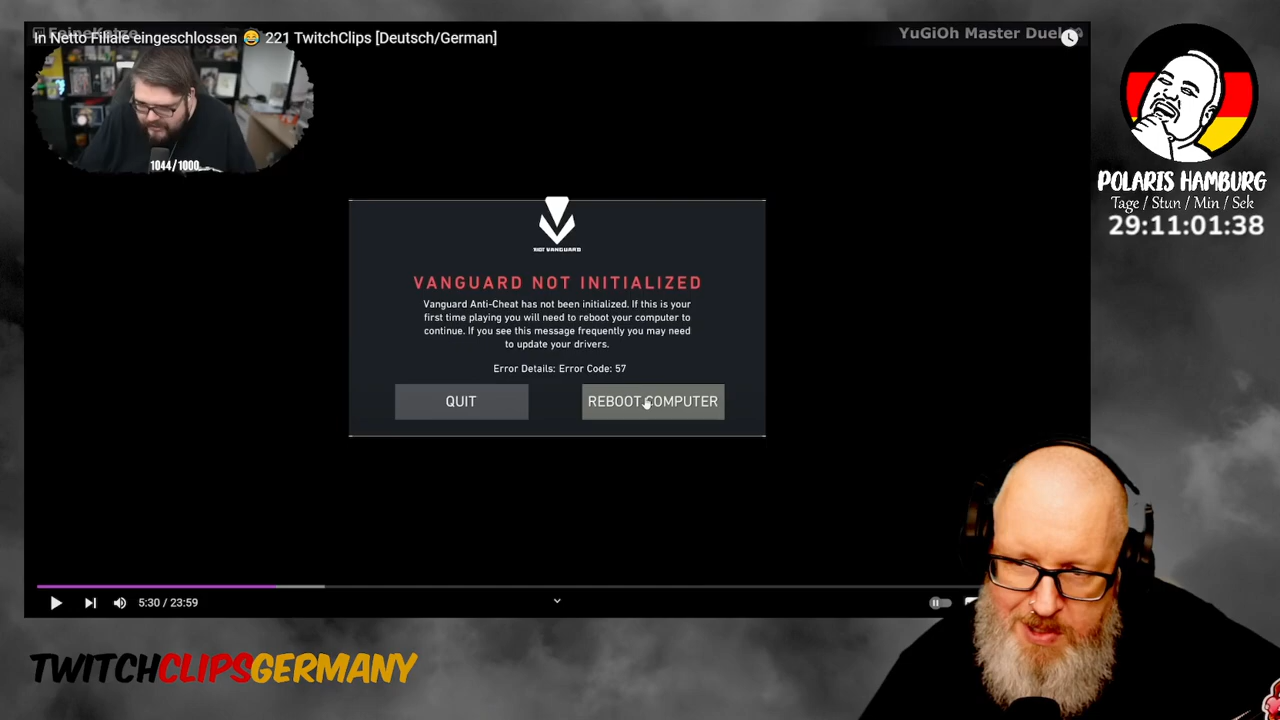 In Netto Filiale eingeschlossen 😂 221 TwitchClips [Deutsch/German]
YuGiOh Master Duel
1044/1000
NOT VANGUARD
VANGUARD NOT INITIALIZED
Vanguard Anti-Cheat has not been initialized. If this is your
first time playing you will need to reboot your computer to
continue. If you see this message frequently you may need
to update your drivers.
Error Details: Error Code: 57
QUIT
REBOOT COMPUTER
5:30 / 23:59
POLARIS HAMBURG
Tage / Stun / Min / Sek
29:11:01:38
TWITCHCLIPSGERMANY